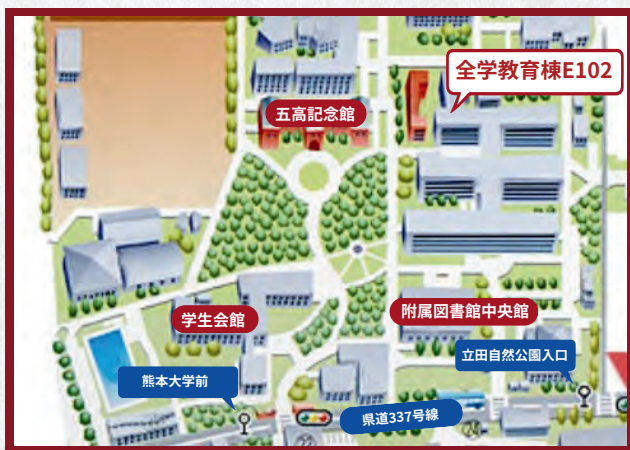 全学教育棟E102
五高記念館
学生会館
附属図書館中央館
立田自然公園入口
熊本大学前
県道337号線